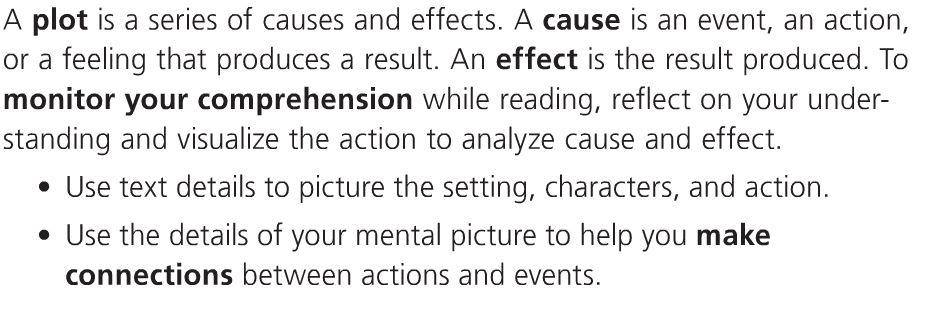 A plot is a series of causes and effects. A cause is an event, an action,
or a feeling that produces a result. An effect is the result produced. To
monitor your comprehension while reading, reflect on your under-
standing and visualize the action to analyze cause and effect.
• Use text details to picture the setting, characters, and action.
• Use the details of your mental picture to help you make
connections between actions and events.